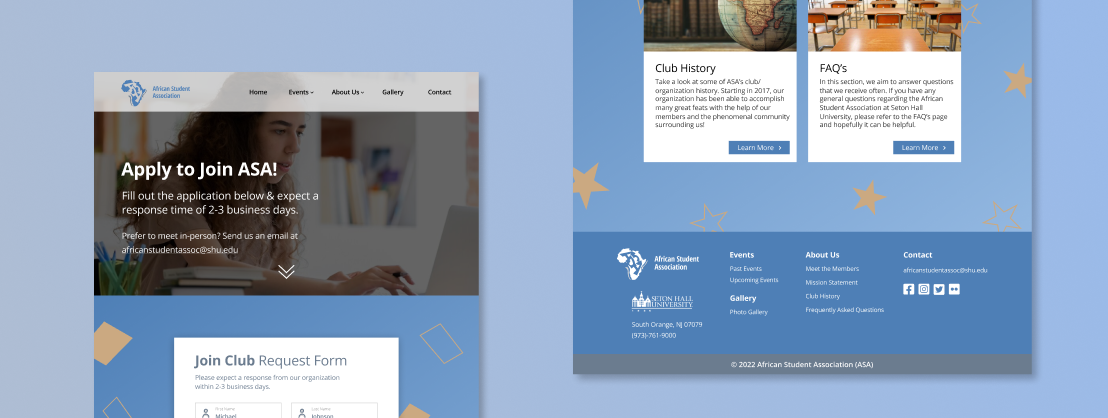 African Student
Association
Home
Events
About Us
Gallery
Contact
Apply to Join ASA!
Fill out the application below & expect a
response time of 2-3 business days.
Prefer to meet in-person? Send us an email at
africanstudentassoc@shu.edu
Join Club Request Form
Please expect a response from our organization
within 2-3 business days.
First Name
Michael
Last Name
Johnson
Club History
Take a look at some of ASA's club/
organization history. Starting in 2017, our
organization has been able to accomplish
many great feats with the help of our
members and the phenomenal community
surrounding us!
Learn More
FAQ's
In this section, we aim to answer questions
that we receive often. If you have any
general questions regarding the African
Student Association at Seton Hall
University, please refer to the FAQ's page
and hopefully it can be helpful.
Learn More
African Student
Association
SETON HALL
UNIVERSITY
South Orange, NJ 07079
(973)-761-9000
Events
Past Events
Upcoming Events
Gallery
Photo Gallery
About Us
Meet the Members
Mission Statement
Club History
Frequently Asked Questions
Contact
africanstudentassoc@shu.edu
© 2022 African Student Association (ASA)